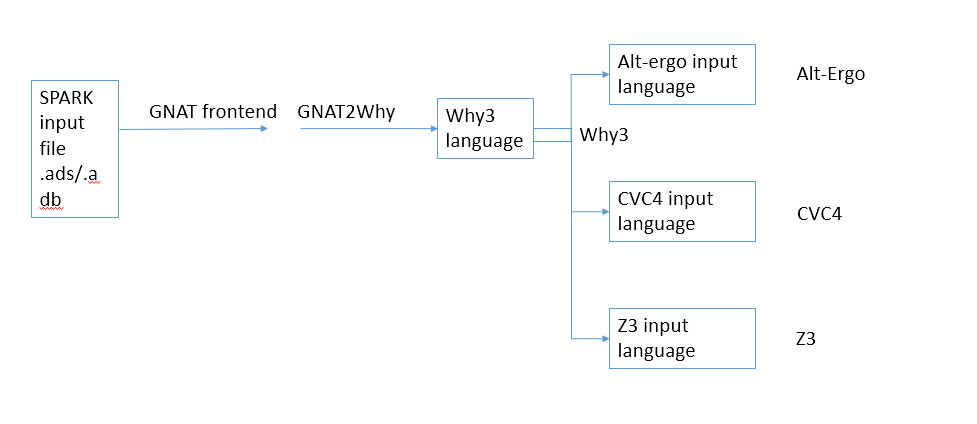 SPARK
input
file
.ads/.a
db
GNAT frontend
GNAT2Why
Why3
language
Why3
Alt-ergo input
language
Alt-Ergo
CVC4 input
language
CVC4
Z3 input
language
Z3